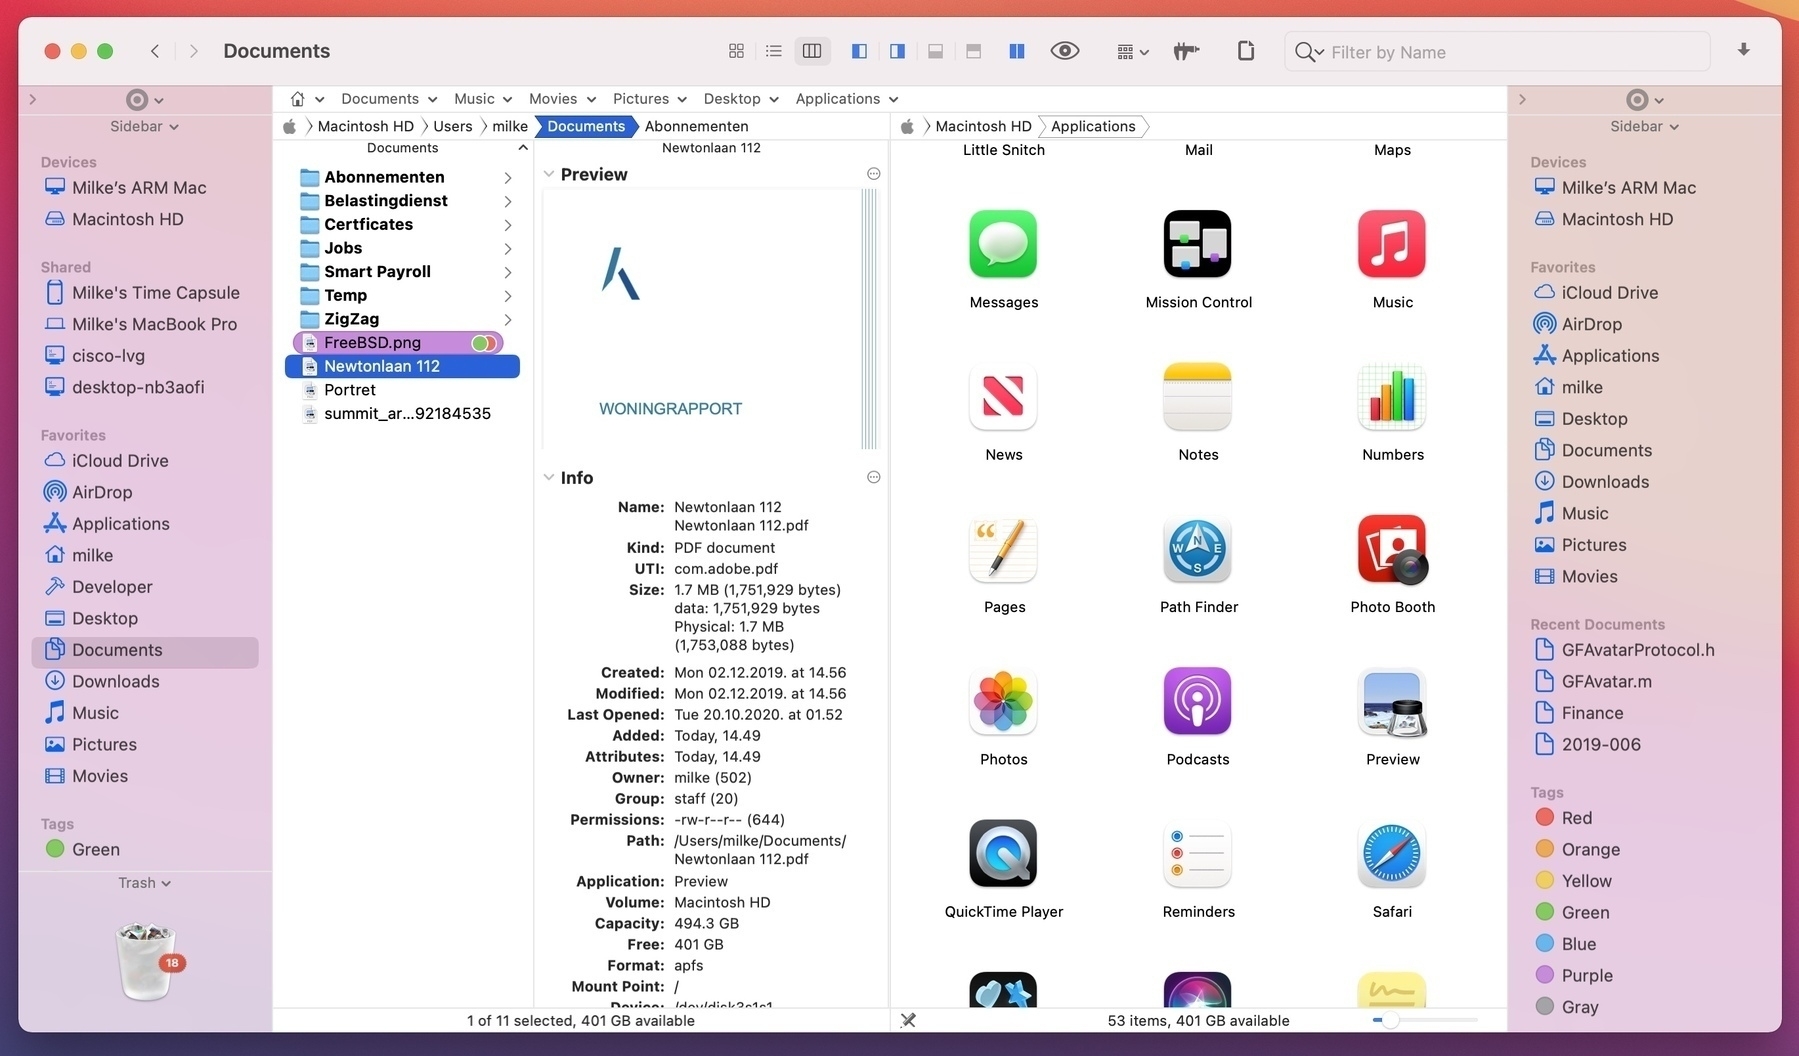 Documents
Filter by Name
Sidebar
Devices
Milke’s ARM Mac
Macintosh HD
Shared
Milke's Time Capsule
Milke's MacBook Pro
cisco-lvg
desktop-nb3aofi
Favorites
iCloud Drive
AirDrop
Applications
milke
Developer
Desktop
Documents
Downloads
Music
Pictures
Movies
Tags
Green
Trash
18
Documents Music Movies Pictures Desktop Applications
Macintosh HD Users milke Documents Abonnementen
Documents
Abonnementen
Belastingdienst
Certficates
Jobs
Smart Payroll
Temp
ZigZag
FreeBSD.png
Newtonlaan 112
Portret
summit_ar...92184535
Newtonlaan 112
Preview
WONINGRAPPORT
Info
Name: Newtonlaan 112
Newtonlaan 112.pdf
Kind: PDF document
UTI: com.adobe.pdf
Size: 1.7 MB (1,751,929 bytes)
data: 1,751,929 bytes
Physical: 1.7 MB
(1,753,088 bytes)
Created: Mon 02.12.2019. at 14.56
Modified: Mon 02.12.2019. at 14.56
Last Opened: Tue 20.10.2020. at 01.52
Added: Today, 14.49
Attributes: Today, 14.49
Owner: milke (502)
Group: staff (20)
Permissions: -rw-r--r-- (644)
Path: /Users/milke/Documents/
Newtonlaan 112.pdf
Application: Preview
Volume: Macintosh HD
Capacity: 494.3 GB
Free: 401 GB
Format: apfs
Mount Point: /
Device: /dev/disk3s1s1
1 of 11 selected, 401 GB available
Macintosh HD Applications
Little Snitch Mail Maps
Messages Mission Control Music
News Notes Numbers
W N E
S
Pages Path Finder Photo Booth
Photos Podcasts Preview
QuickTime Player Reminders Safari
53 items, 401 GB available
Sidebar
Devices
Milke’s ARM Mac
Macintosh HD
Favorites
iCloud Drive
AirDrop
Applications
milke
Desktop
Documents
Downloads
Music
Pictures
Movies
Recent Documents
GFAvatarProtocol.h
GFAvatar.m
Finance
2019-006
Tags
Red
Orange
Yellow
Green
Blue
Purple
Gray